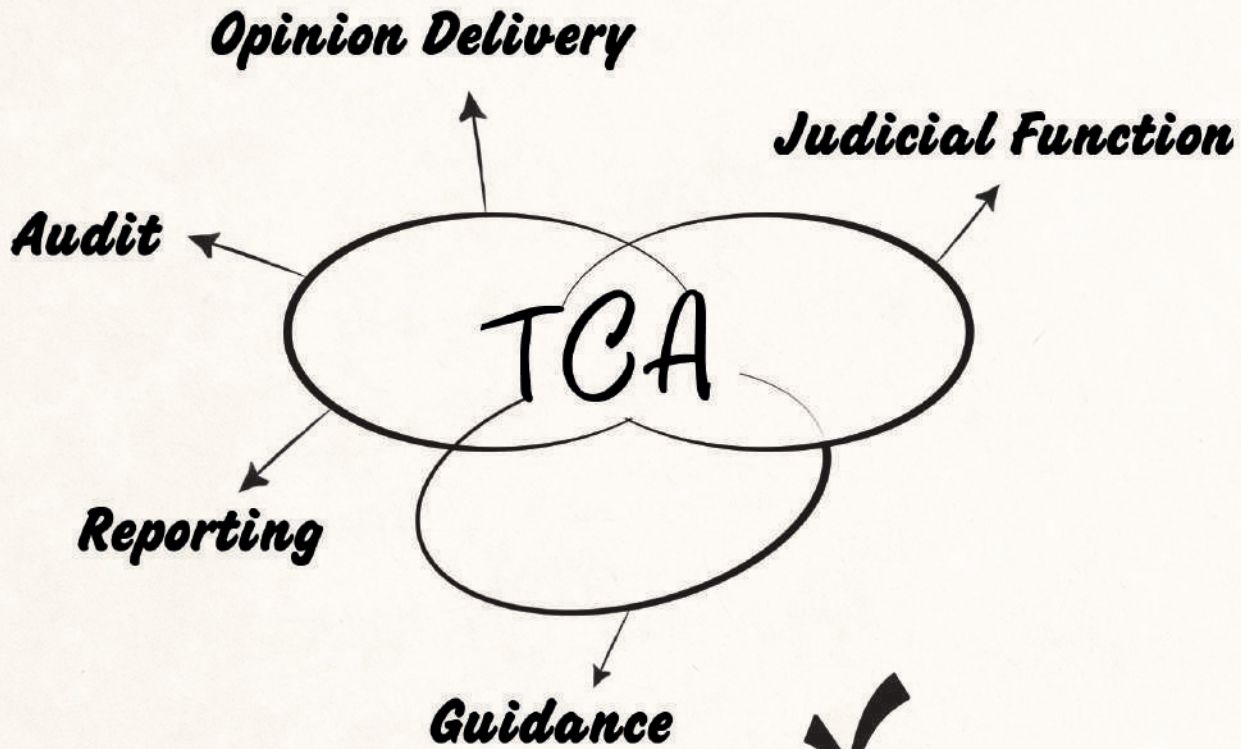 Opinion Delivery
Judicial Function
Audit
TCA
Reporting
Guidance